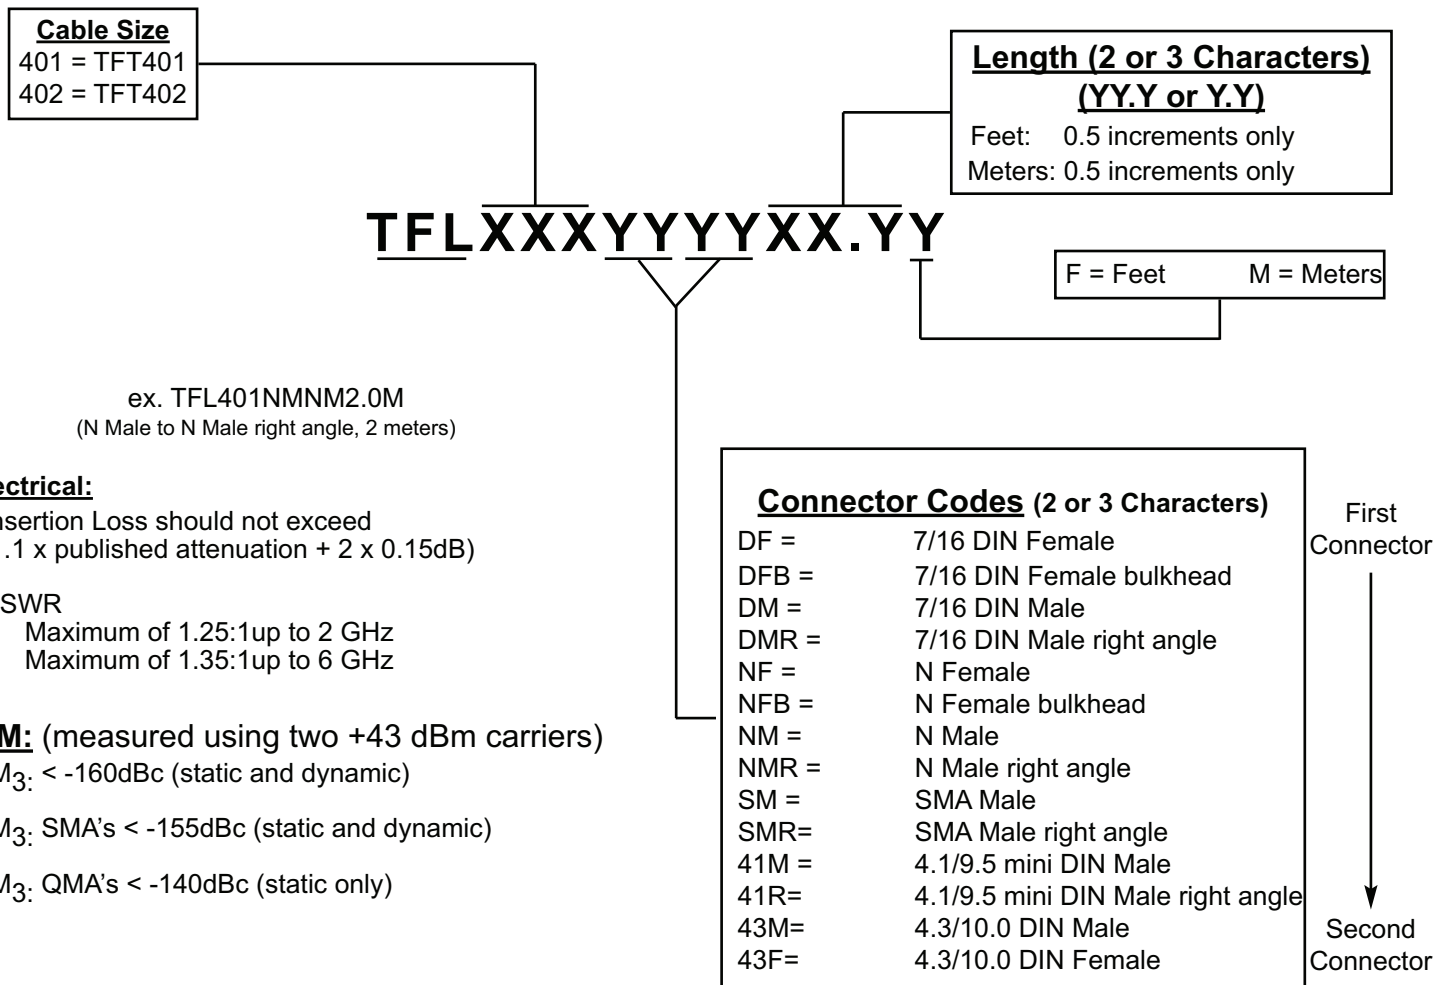 Cable Size
401 = TFT401
402 = TFT402
Length (2 or 3 Characters)
(YY.Y or Y.Y)
Feet: 0.5 increments only
Meters: 0.5 increments only
TFLXXXYYYYXX.YY
F = Feet M = Meters
ex. TFL401NMNM2.0M
(N Male to N Male right angle, 2 meters)
ectrical:
nsertion Loss should not exceed
.1 x published attenuation + 2 x 0.15dB)
SWR
Maximum of 1.25:1up to 2 GHz
Maximum of 1.35:1up to 6 GHz
M: (measured using two +43 dBm carriers)
M3: < -160dBc (static and dynamic)
M3: SMA's < -155dBc (static and dynamic)
M3: QMA's < -140dBc (static only)
Connector Codes (2 or 3 Characters)
DF = 7/16 DIN Female
DFB = 7/16 DIN Female bulkhead
DM = 7/16 DIN Male
DMR = 7/16 DIN Male right angle
NF = N Female
NFB = N Female bulkhead
NM = N Male
NMR = N Male right angle
SM = SMA Male
SMR= SMA Male right angle
41M = 4.1/9.5 mini DIN Male
41R= 4.1/9.5 mini DIN Male right angle
43M= 4.3/10.0 DIN Male
43F= 4.3/10.0 DIN Female
First
Connector
Second
Connector